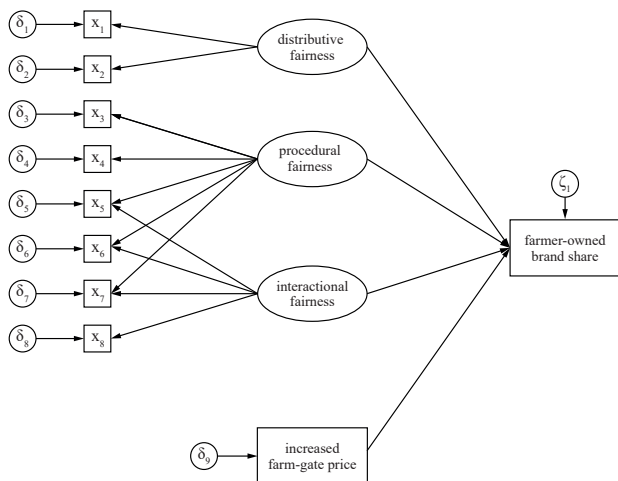 δ1 x1
distributive
fairness
δ2 x2
δ3 x3
δ4 x4
procedural
fairness
δ5 x5
ζ1
δ6 x6
farmer-owned
brand share
δ7 x7
interactional
fairness
δ8 x8
δ9
increased
farm-gate price